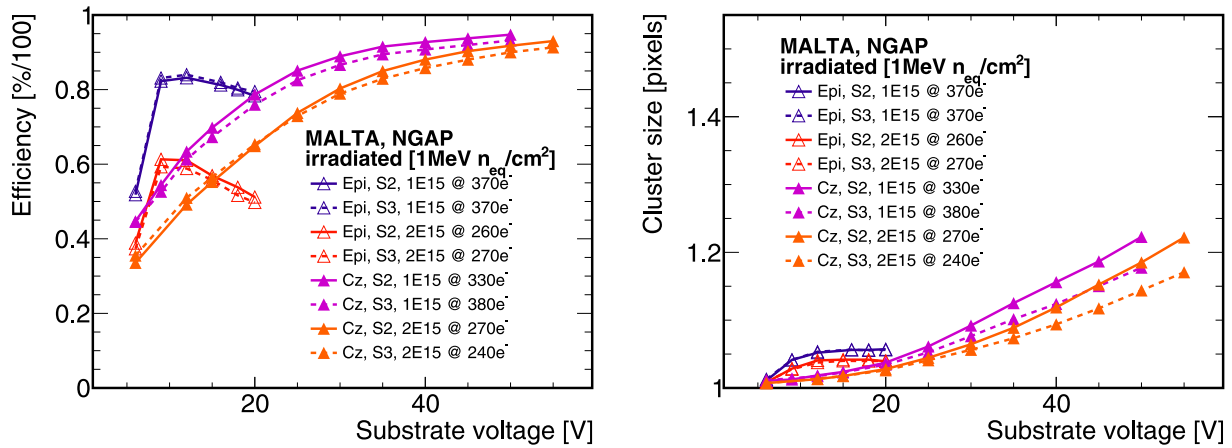 Efficiency [%/100]
1
0.8
0.6
0.4
0.2
0
20
40
Substrate voltage [V]
MALTA, NGAP
irradiated [1MeV n_eq/cm²]
Epi, S2, 1E15 @ 370e⁻
Epi, S3, 1E15 @ 370e⁻
Epi, S2, 2E15 @ 260e⁻
Epi, S3, 2E15 @ 270e⁻
Cz, S2, 1E15 @ 330e⁻
Cz, S3, 1E15 @ 380e⁻
Cz, S2, 2E15 @ 270e⁻
Cz, S3, 2E15 @ 240e⁻
Cluster size [pixels]
1.4
1.2
1
20
40
Substrate voltage [V]
MALTA, NGAP
irradiated [1MeV n_eq/cm²]
Epi, S2, 1E15 @ 370e⁻
Epi, S3, 1E15 @ 370e⁻
Epi, S2, 2E15 @ 260e⁻
Epi, S3, 2E15 @ 270e⁻
Cz, S2, 1E15 @ 330e⁻
Cz, S3, 1E15 @ 380e⁻
Cz, S2, 2E15 @ 270e⁻
Cz, S3, 2E15 @ 240e⁻